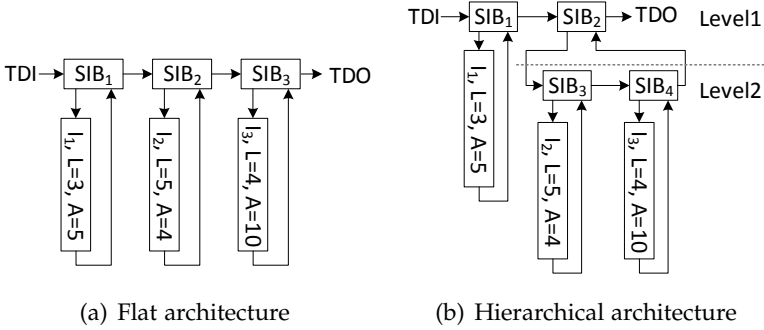 TDI SIB1 SIB2 SIB3 TDO
I1, L=3, A=5
I2, L=5, A=4
I3, L=4, A=10
(a) Flat architecture
TDI SIB1 SIB2 TDO Level1
Level2
SIB3 SIB4
I1, L=3, A=5
I2, L=5, A=4
I3, L=4, A=10
(b) Hierarchical architecture